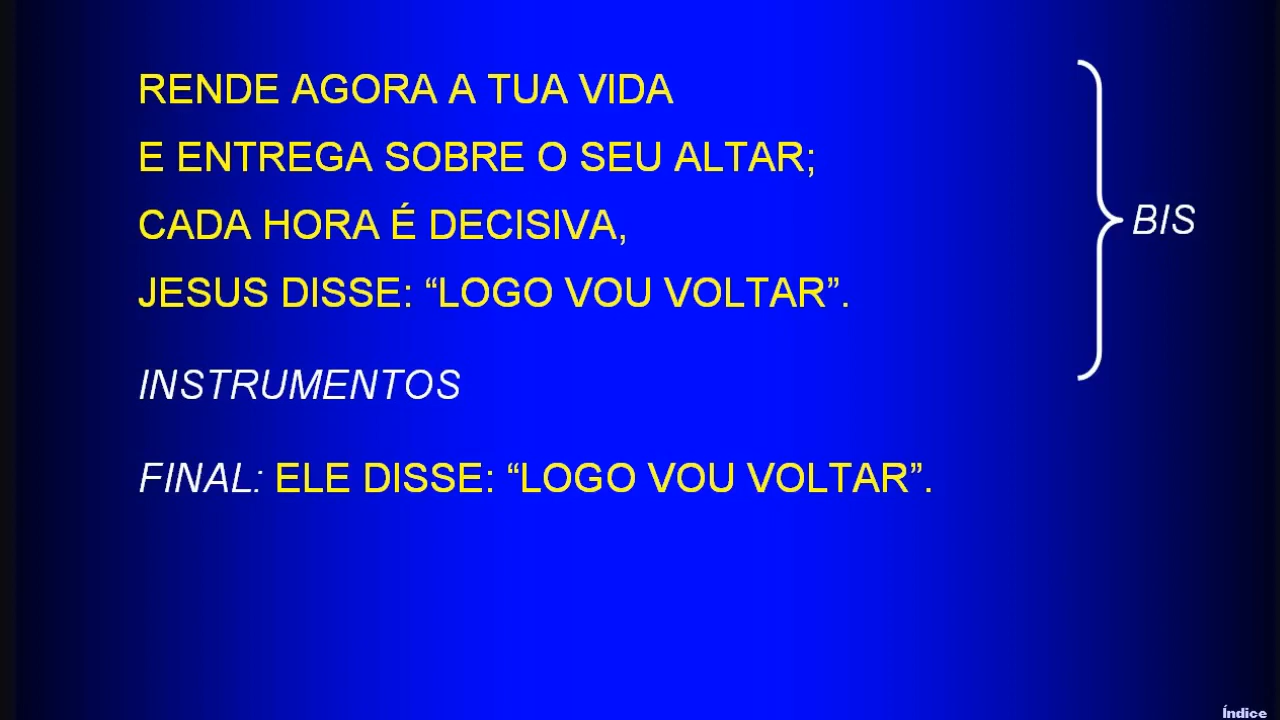 RENDE AGORA A TUA VIDA
E ENTREGA SOBRE O SEU ALTAR;
CADA HORA É DECISIVA,
JESUS DISSE: “LOGO VOU VOLTAR”.
BIS
INSTRUMENTOS
FINAL: ELE DISSE: “LOGO VOU VOLTAR”.
Índice